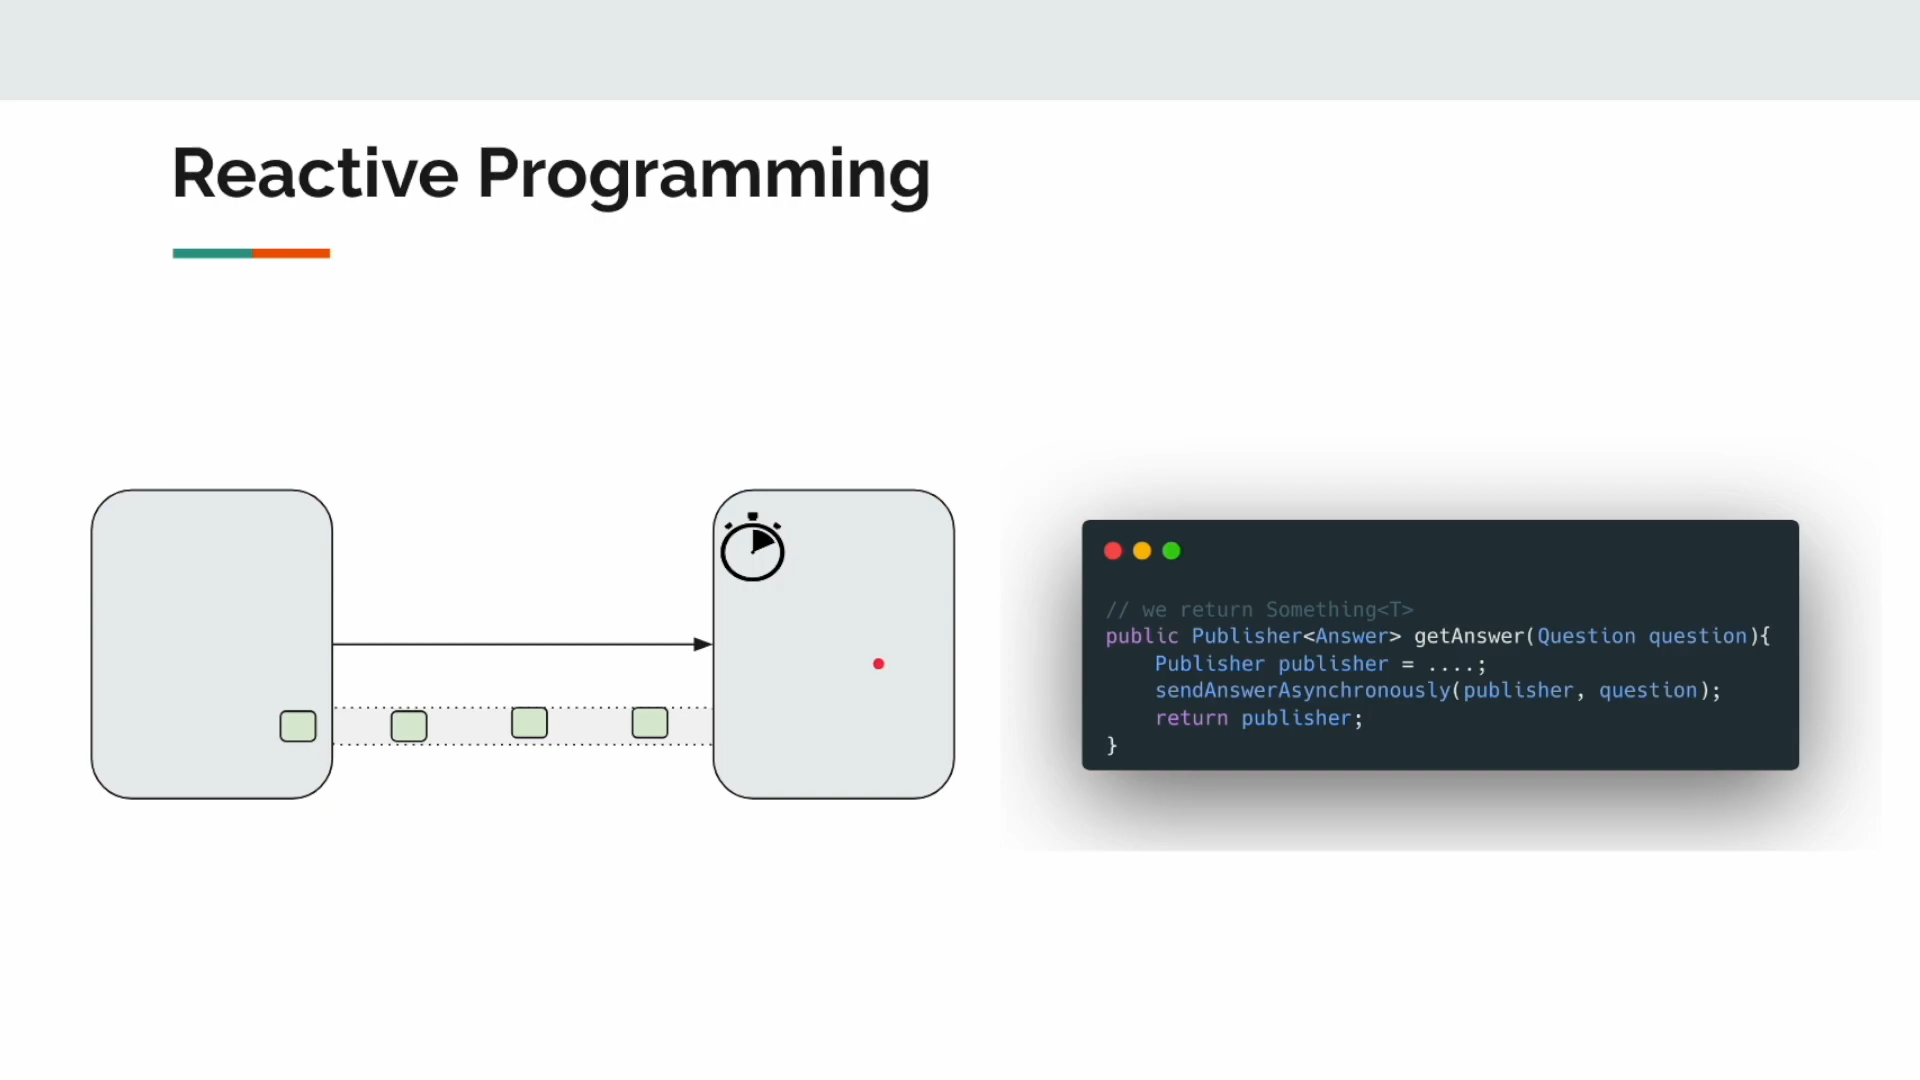 Reactive Programming
// we return Something<T>
public Publisher<Answer> getAnswer(Question question){
    Publisher publisher = ....;
    sendAnswerAsynchronously(publisher, question);
    return publisher;
}